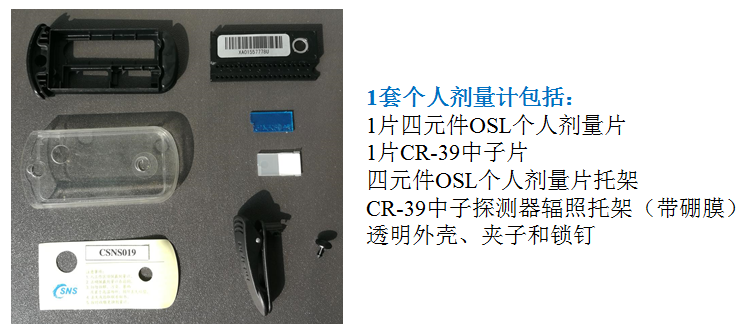 XA01567776U
CSNS019
SNS
1套个人剂量计包括：
1片四元件OSL个人剂量片
1片CR-39中子片
四元件OSL个人剂量片托架
CR-39中子探测器辐照托架（带硼膜）
透明外壳、夹子和锁钉